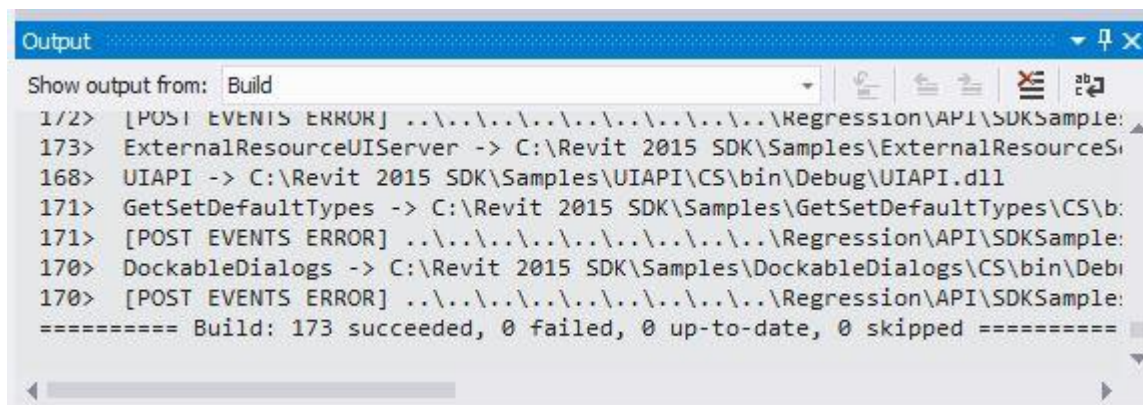 Output
Show output from: Build
172> [POST EVENTS ERROR] ..\..\..\..\..\..\..\..\Regression\API\SDKSample
173> ExternalResourceUIServer -> C:\Revit 2015 SDK\Samples\ExternalResourceS
168> UIAPI -> C:\Revit 2015 SDK\Samples\UIAPI\CS\bin\Debug\UIAPI.dll
171> GetSetDefaultTypes -> C:\Revit 2015 SDK\Samples\GetSetDefaultTypes\CS\b
171> [POST EVENTS ERROR] ..\..\..\..\..\..\..\..\Regression\API\SDKSample
170> DockableDialogs -> C:\Revit 2015 SDK\Samples\DockableDialogs\CS\bin\Deb
170> [POST EVENTS ERROR] ..\..\..\..\..\..\..\..\Regression\API\SDKSample
========== Build: 173 succeeded, 0 failed, 0 up-to-date, 0 skipped ==========